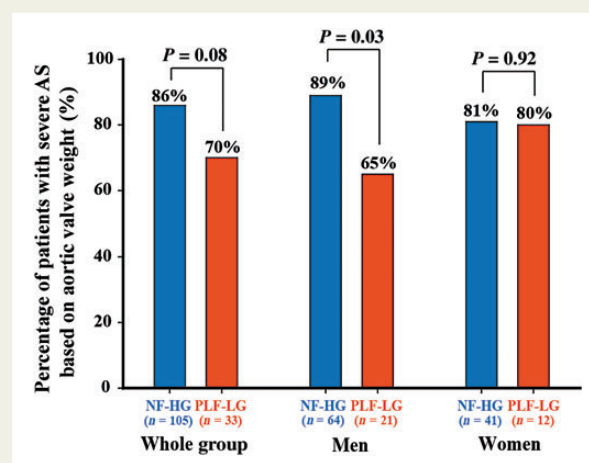 Percentage of patients with severe AS
based on aortic valve weight (%)
100
80
60
40
20
0
P = 0.08
86%
70%
NF-HG PLF-LG
(n = 105) (n = 33)
Whole group
P = 0.03
89%
65%
NF-HG PLF-LG
(n = 64) (n = 21)
Men
P = 0.92
81%
80%
NF-HG PLF-LG
(n = 41) (n = 12)
Women